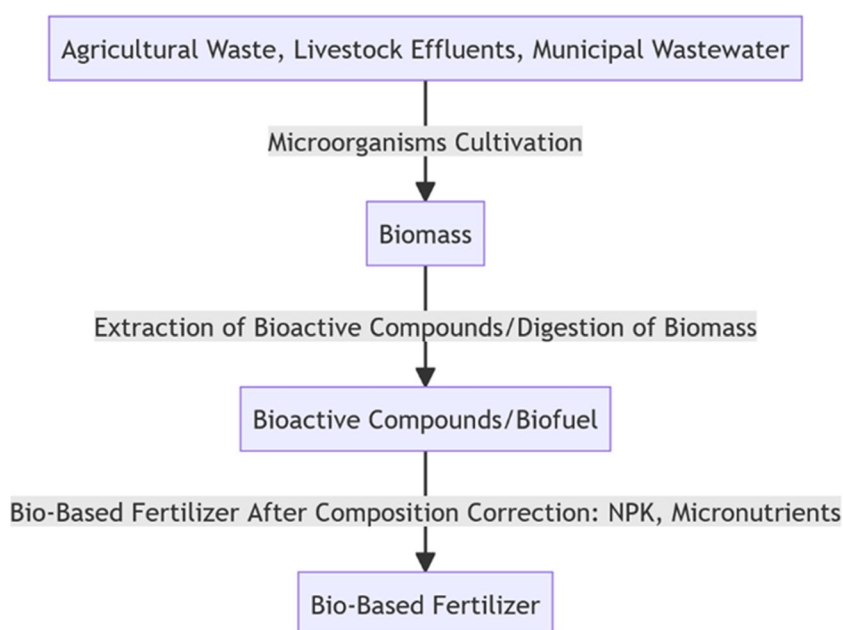 Agricultural Waste, Livestock Effluents, Municipal Wastewater
Microorganisms Cultivation
Biomass
Extraction of Bioactive Compounds/Digestion of Biomass
Bioactive Compounds/Biofuel
Bio-Based Fertilizer After Composition Correction: NPK, Micronutrients
Bio-Based Fertilizer